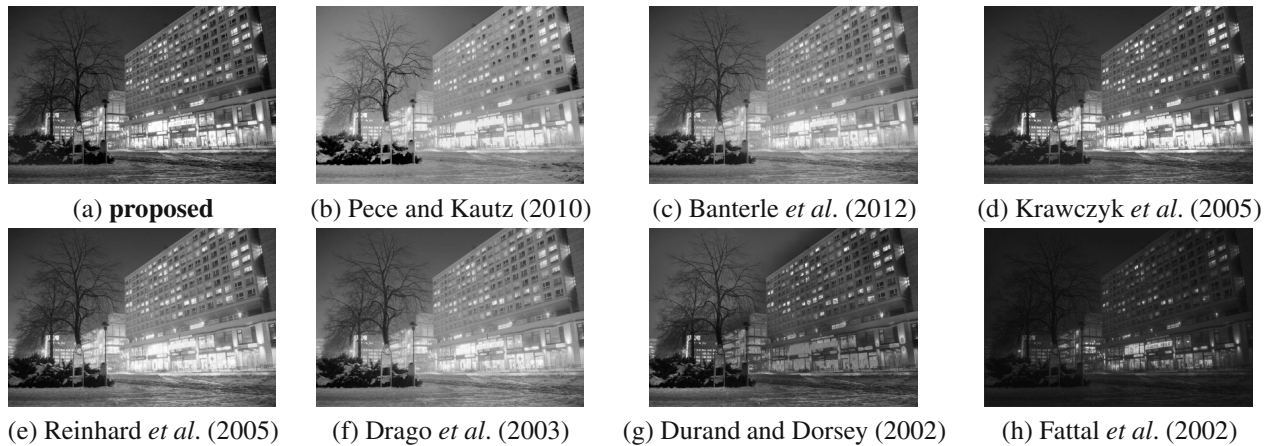 (a) proposed
(b) Pece and Kautz (2010)
(c) Banterle et al. (2012)
(d) Krawczyk et al. (2005)
(e) Reinhard et al. (2005)
(f) Drago et al. (2003)
(g) Durand and Dorsey (2002)
(h) Fattal et al. (2002)